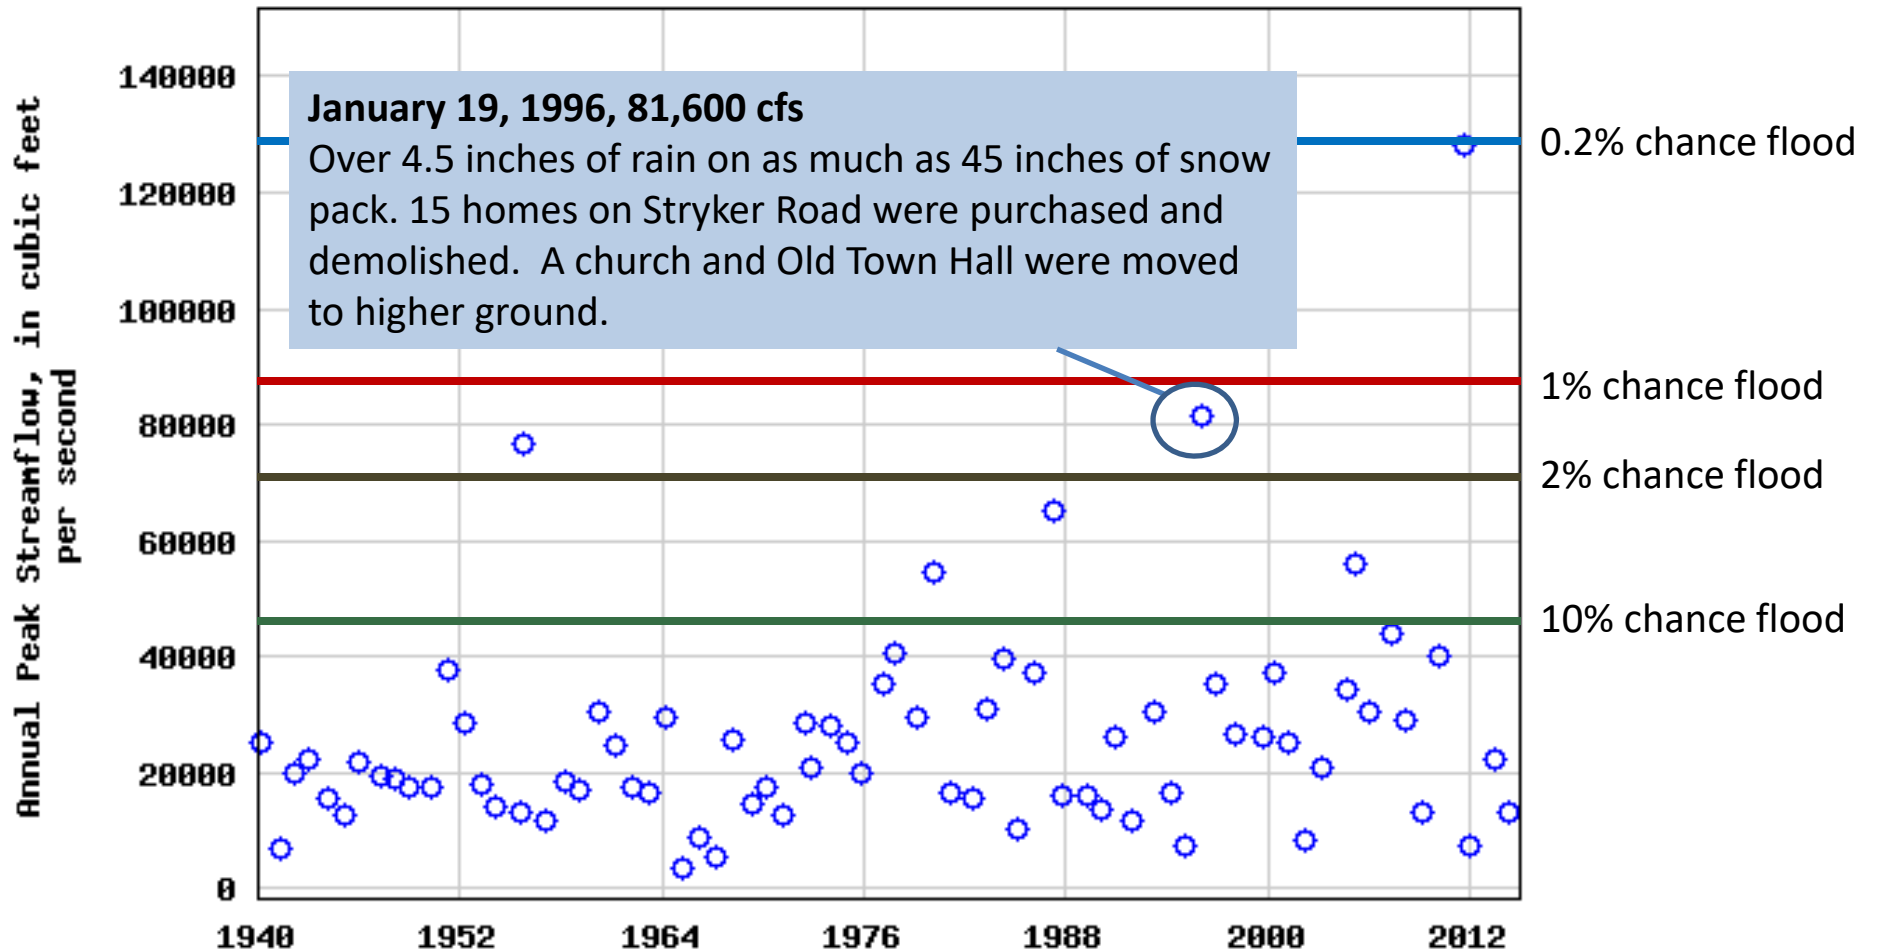 Annual Peak Streamflow, in cubic feet
per second
140000
120000
100000
80000
60000
40000
20000
0
January 19, 1996, 81,600 cfs
Over 4.5 inches of rain on as much as 45 inches of snow
pack. 15 homes on Stryker Road were purchased and
demolished.  A church and Old Town Hall were moved
to higher ground.
0.2% chance flood
1% chance flood
2% chance flood
10% chance flood
1940 1952 1964 1976 1988 2000 2012